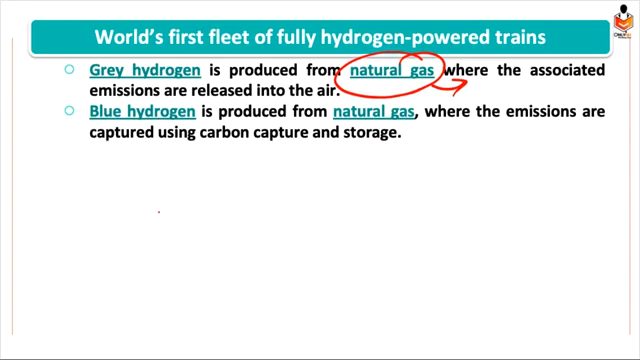 World's first fleet of fully hydrogen-powered trains
Grey hydrogen is produced from natural gas where the associated
emissions are released into the air.
Blue hydrogen is produced from natural gas, where the emissions are
captured using carbon capture and storage.